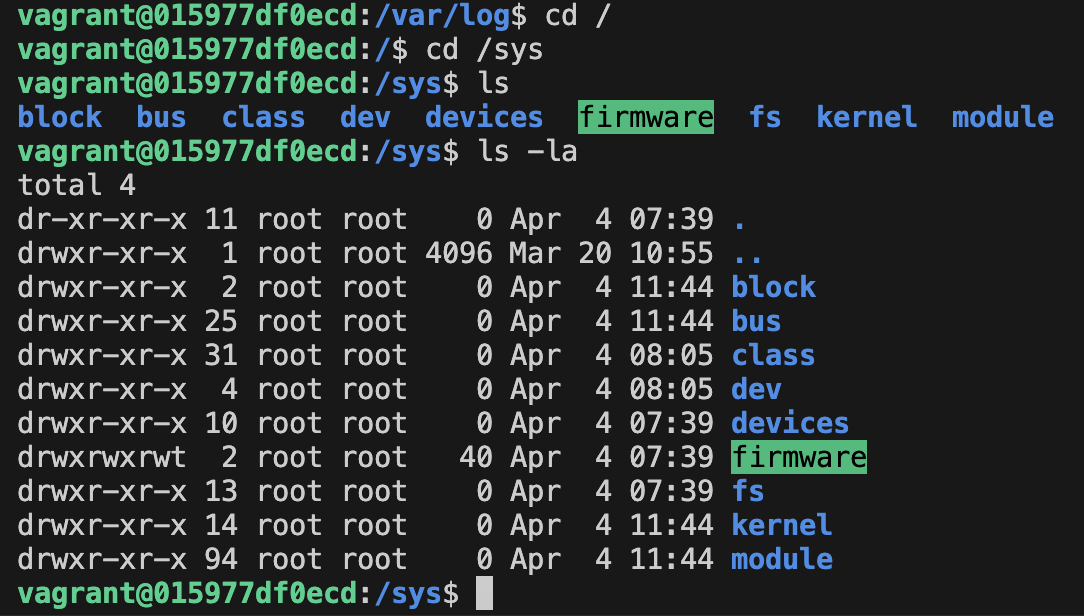 vagrant@015977df0ecd:/var/log$ cd /
vagrant@015977df0ecd:/$ cd /sys
vagrant@015977df0ecd:/sys$ ls
block  bus  class  dev  devices  firmware  fs  kernel  module
vagrant@015977df0ecd:/sys$ ls -la
total 4
dr-xr-xr-x 11 root root    0 Apr  4 07:39 .
drwxr-xr-x  1 root root 4096 Mar 20 10:55 ..
drwxr-xr-x  2 root root    0 Apr  4 11:44 block
drwxr-xr-x 25 root root    0 Apr  4 11:44 bus
drwxr-xr-x 31 root root    0 Apr  4 08:05 class
drwxr-xr-x  4 root root    0 Apr  4 08:05 dev
drwxr-xr-x 10 root root    0 Apr  4 07:39 devices
drwxrwxrwt  2 root root   40 Apr  4 07:39 firmware
drwxr-xr-x 13 root root    0 Apr  4 07:39 fs
drwxr-xr-x 14 root root    0 Apr  4 11:44 kernel
drwxr-xr-x 94 root root    0 Apr  4 11:44 module
vagrant@015977df0ecd:/sys$